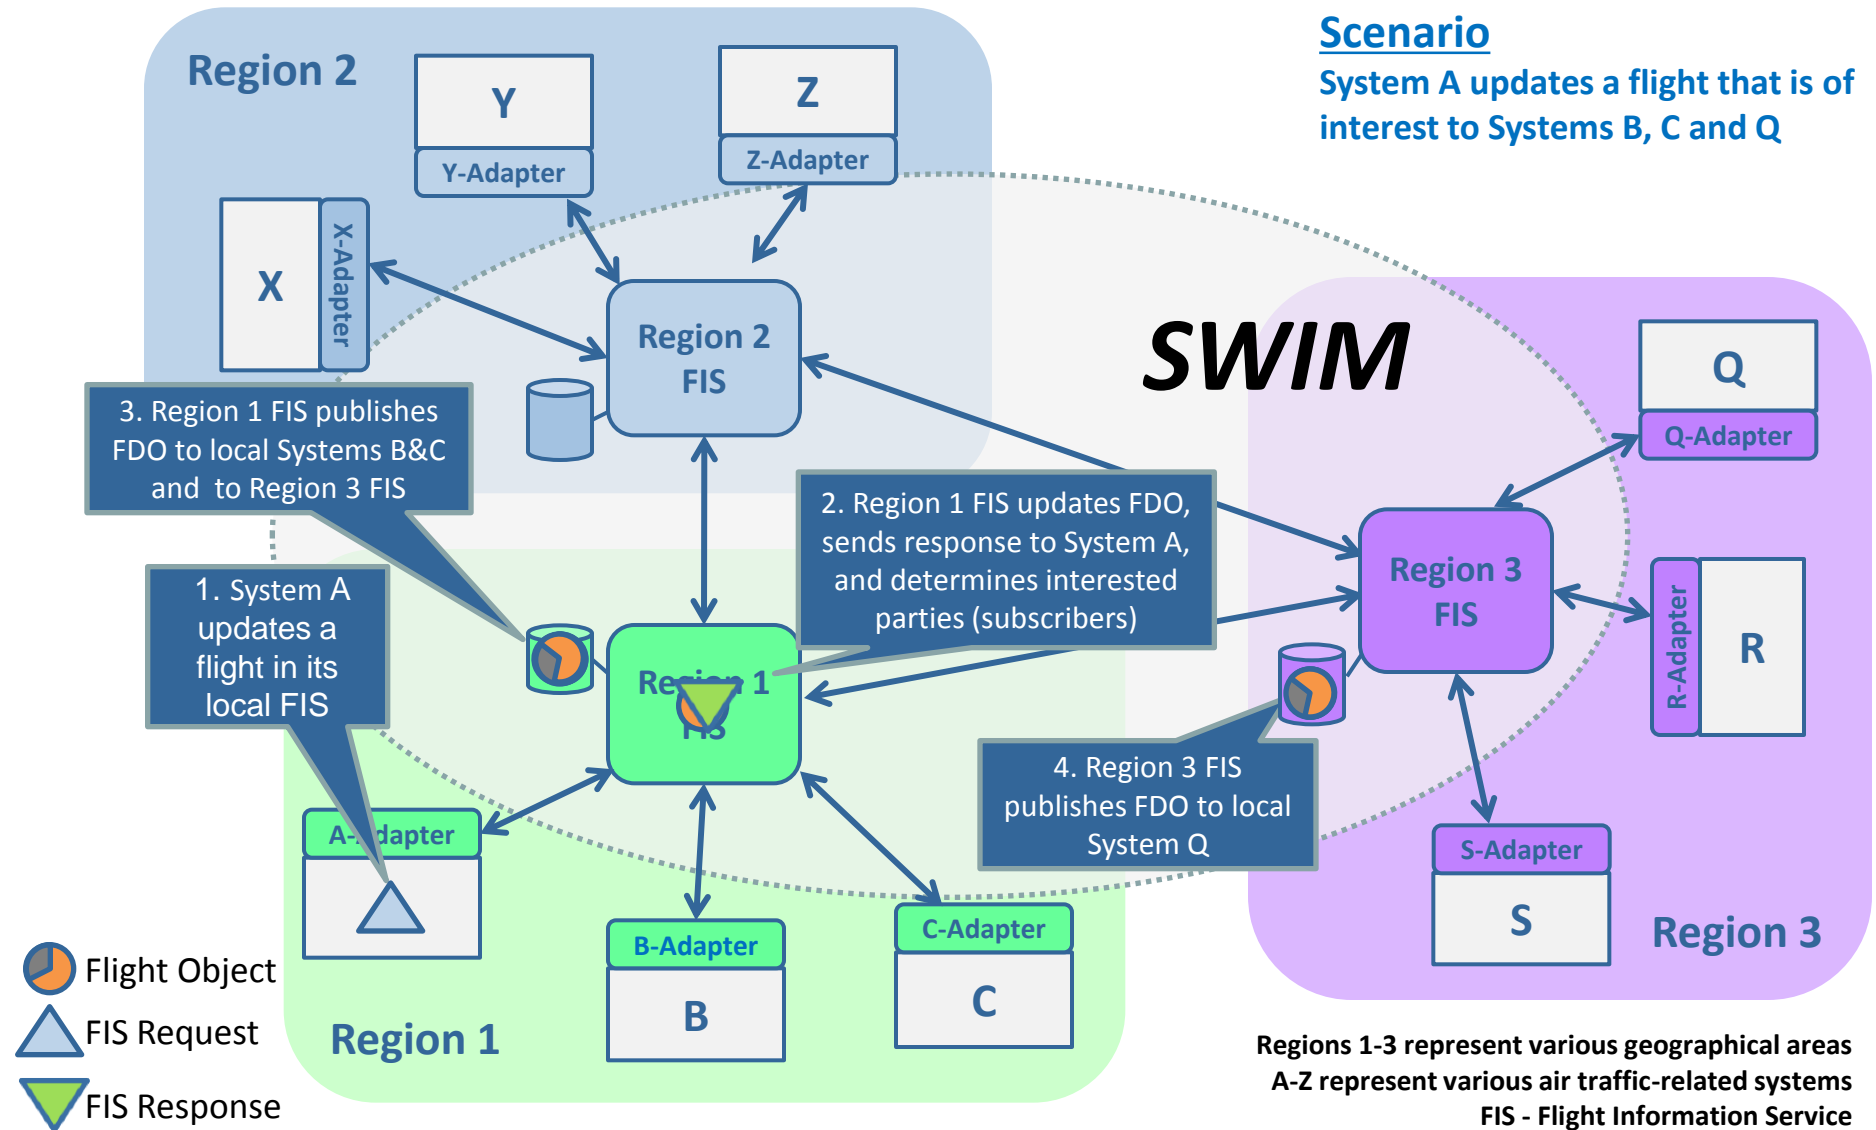 Scenario
System A updates a flight that is of
interest to Systems B, C and Q
Region 2
Y
Y-Adapter
Z
Z-Adapter
X
X-Adapter
Region 2
FIS
SWIM
Q
Q-Adapter
3. Region 1 FIS publishes
FDO to local Systems B&C
and to Region 3 FIS
2. Region 1 FIS updates FDO,
sends response to System A,
and determines interested
parties (subscribers)
1. System A
updates a
flight in its
local FIS
Region 3
FIS
R-Adapter
R
Region 1
FIS
4. Region 3 FIS
publishes FDO to local
System Q
A-Adapter
B-Adapter
B
C-Adapter
C
S-Adapter
S
Region 3
Region 1
Flight Object
FIS Request
FIS Response
Regions 1-3 represent various geographical areas
A-Z represent various air traffic-related systems
FIS - Flight Information Service